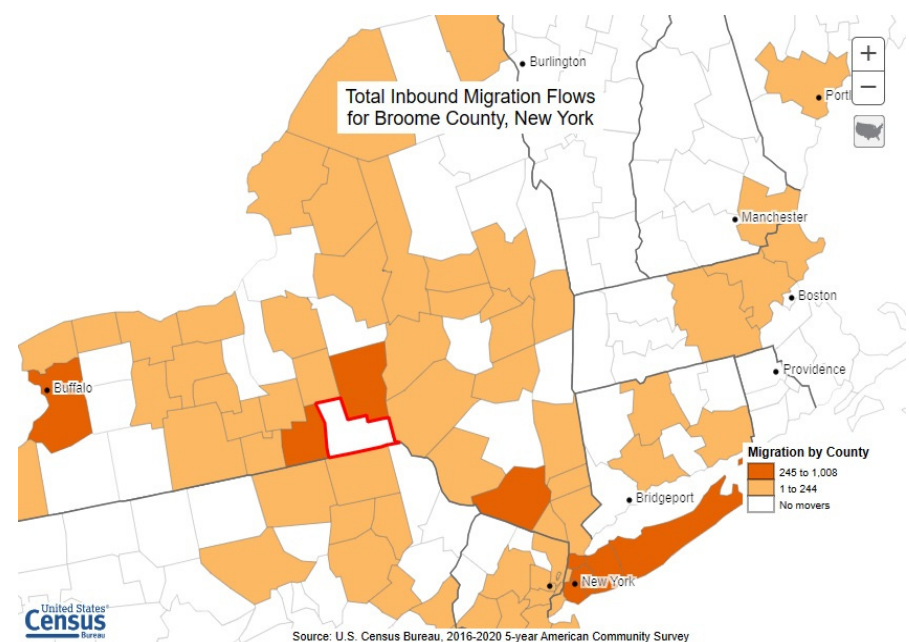 Burlington
Total Inbound Migration Flows
for Broome County, New York
+
−
Portl
Manchester
Boston
Providence
Buffalo
Migration by County
245 to 1,008
1 to 244
No movers
Bridgeport
New York
United States®
Census
Bureau
Source: U.S. Census Bureau, 2016-2020 5-year American Community Survey